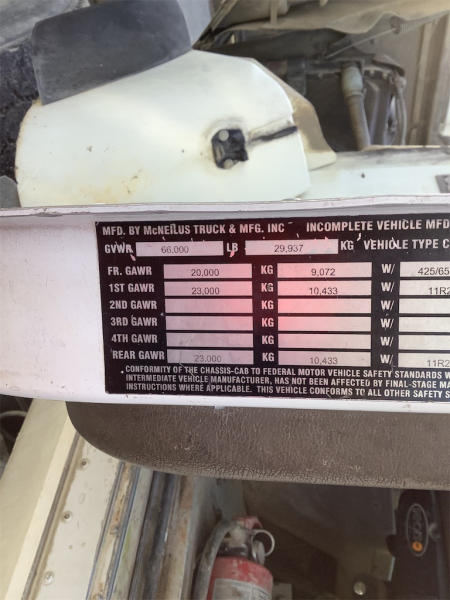 MFD. BY McNEILUS TRUCK & MFG. INC INCOMPLETE VEHICLE MFD
GVWR 66,000 LB 29,937 KG VEHICLE TYPE C
FR. GAWR 20,000 KG 9,072 W/ 425/65
1ST GAWR 23,000 KG 10,433 W/ 11R2
2ND GAWR KG W/
3RD GAWR KG W/
4TH GAWR KG W/
REAR GAWR 23,000 KG 10,433 W/ 11R2
CONFORMITY OF THE CHASSIS-CAB TO FEDERAL MOTOR VEHICLE SAFETY STANDARDS W
INTERMEDIATE VEHICLE MANUFACTURER, HAS NOT BEEN AFFECTED BY FINAL-STAGE MA
INSTRUCTIONS WHERE APPLICABLE. THIS VEHICLE CONFORMS TO ALL OTHER SAFETY S